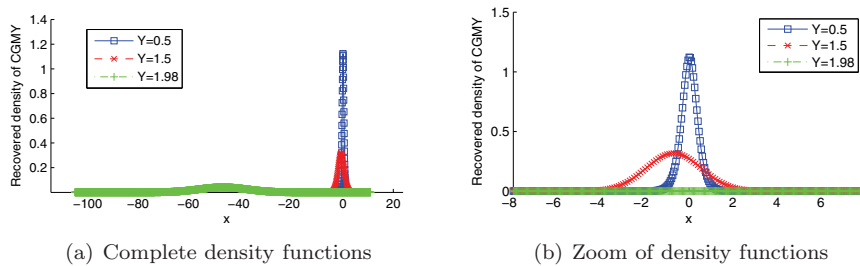 Recovered density of CGMY
1.4
1.2
1
0.8
0.6
0.4
0.2
−100 −80 −60 −40 −20 0 20
x
Y=0.5
Y=1.5
Y=1.98
(a) Complete density functions
Recovered density of CGMY
1.5
1
0.5
0
−8 −6 −4 −2 0 2 4 6
x
Y=0.5
Y=1.5
Y=1.98
(b) Zoom of density functions